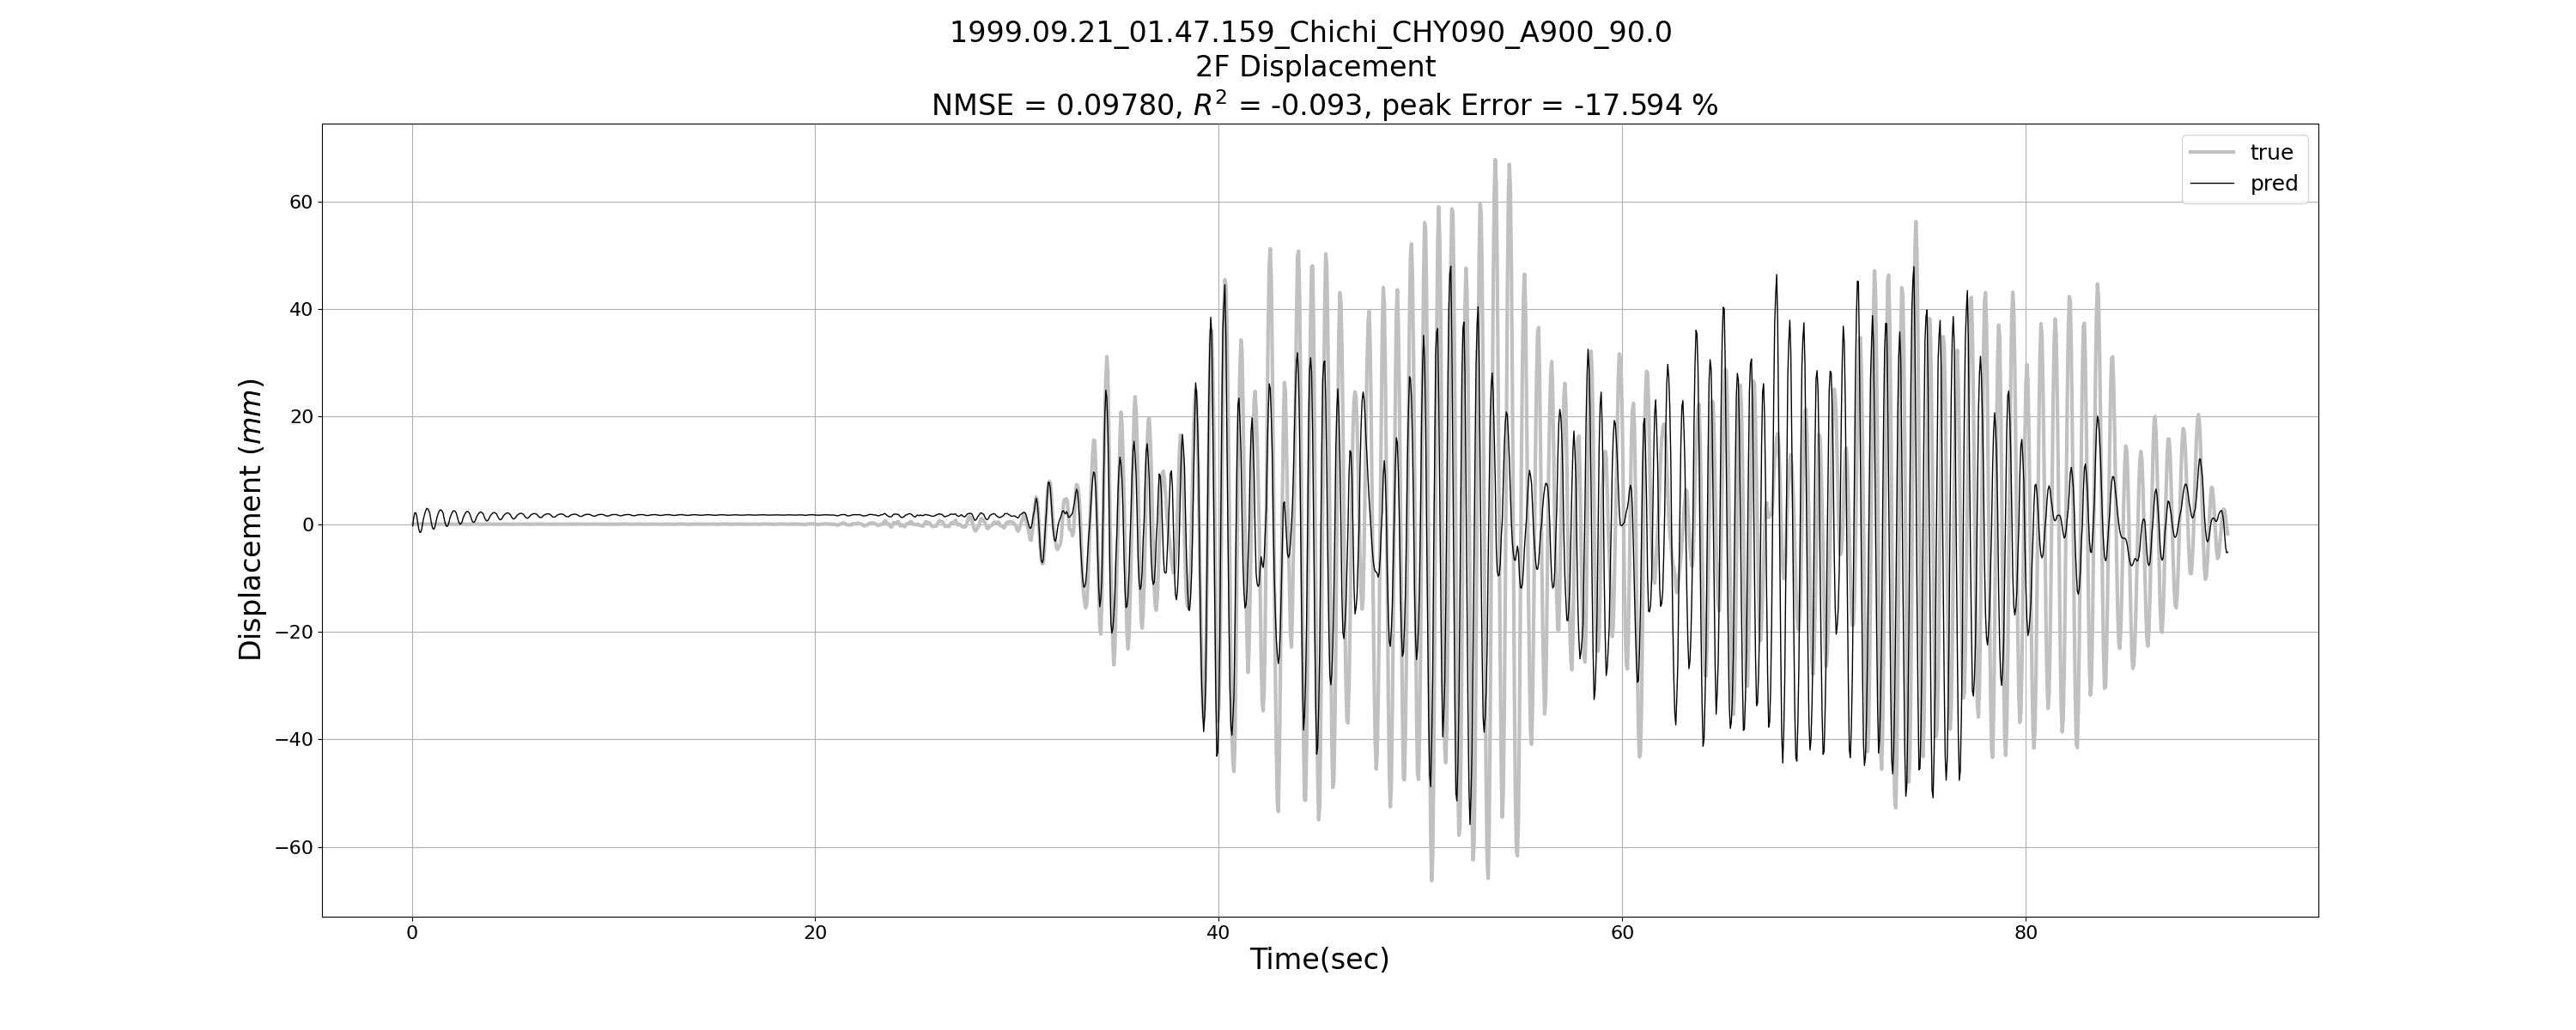 1999.09.21_01.47.159_Chichi_CHY090_A900_90.0
2F Displacement
NMSE = 0.09780, R² = -0.093, peak Error = -17.594 %
true
pred
Displacement (mm)
60
40
20
0
−20
−40
−60
0 20 40 60 80
Time(sec)